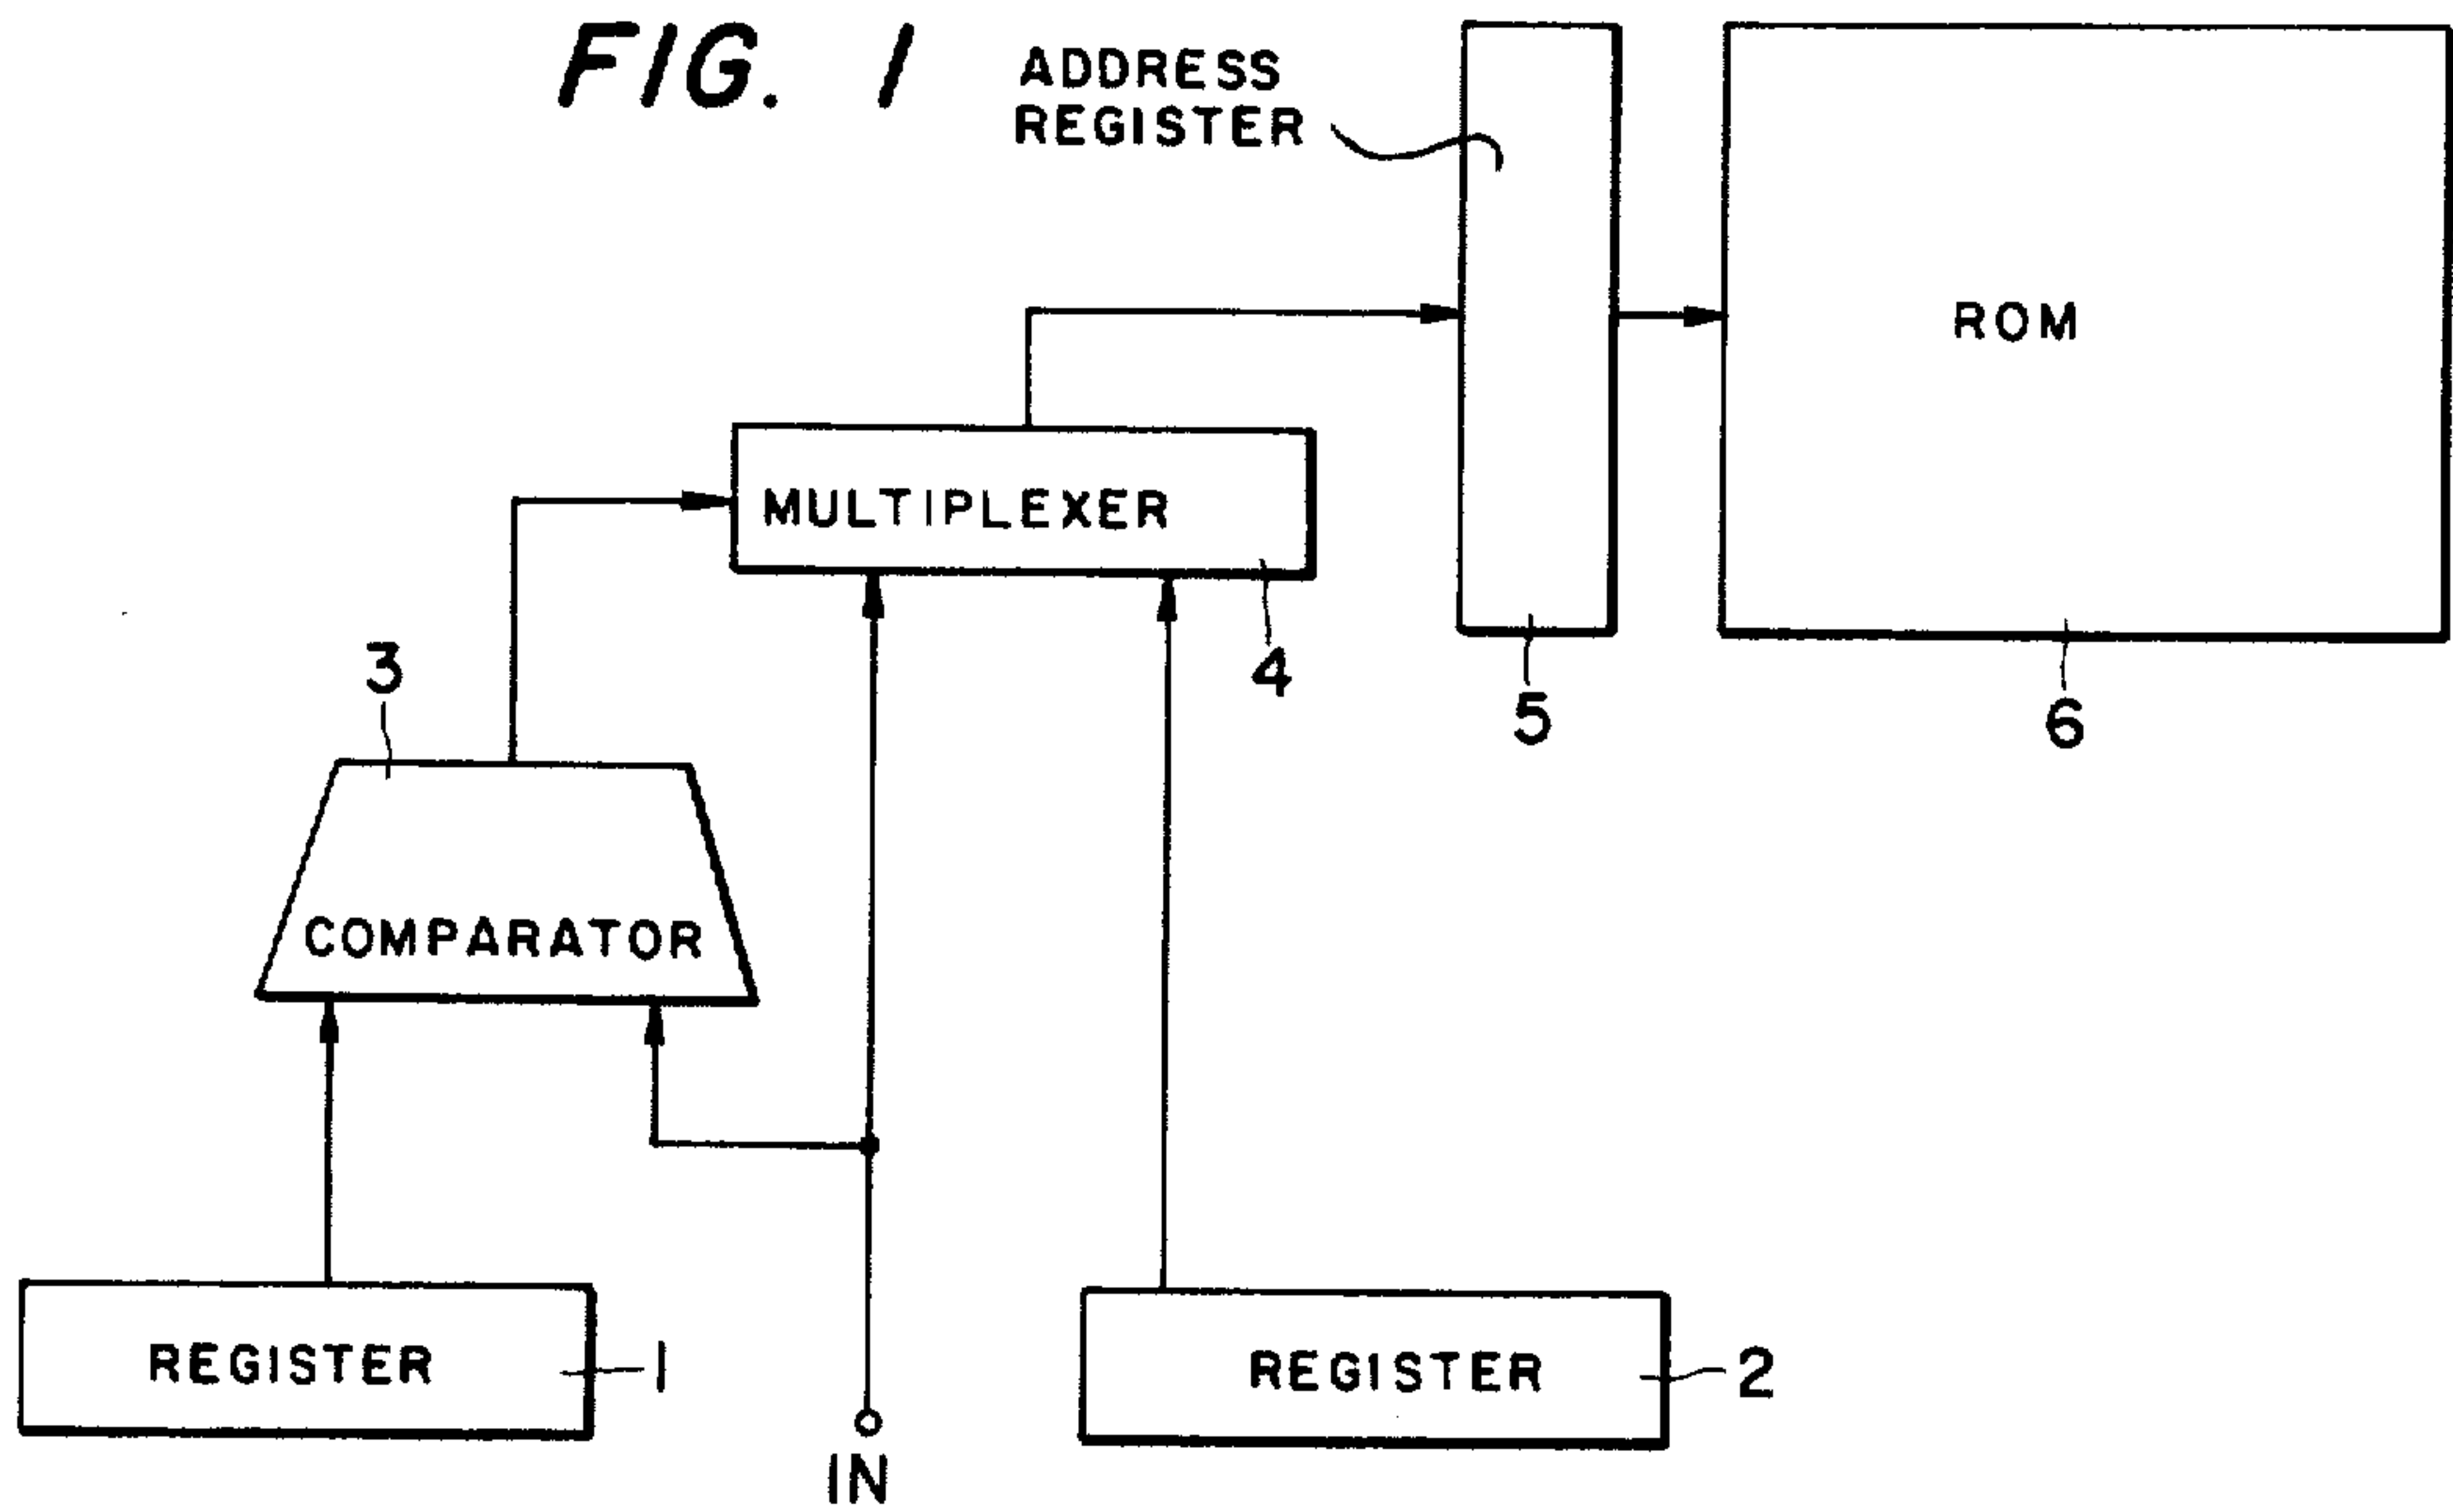 FIG. 1
ADDRESS
REGISTER
ROM
MULTIPLEXER
3
4
5
6
COMPARATOR
REGISTER
1
REGISTER
2
IN